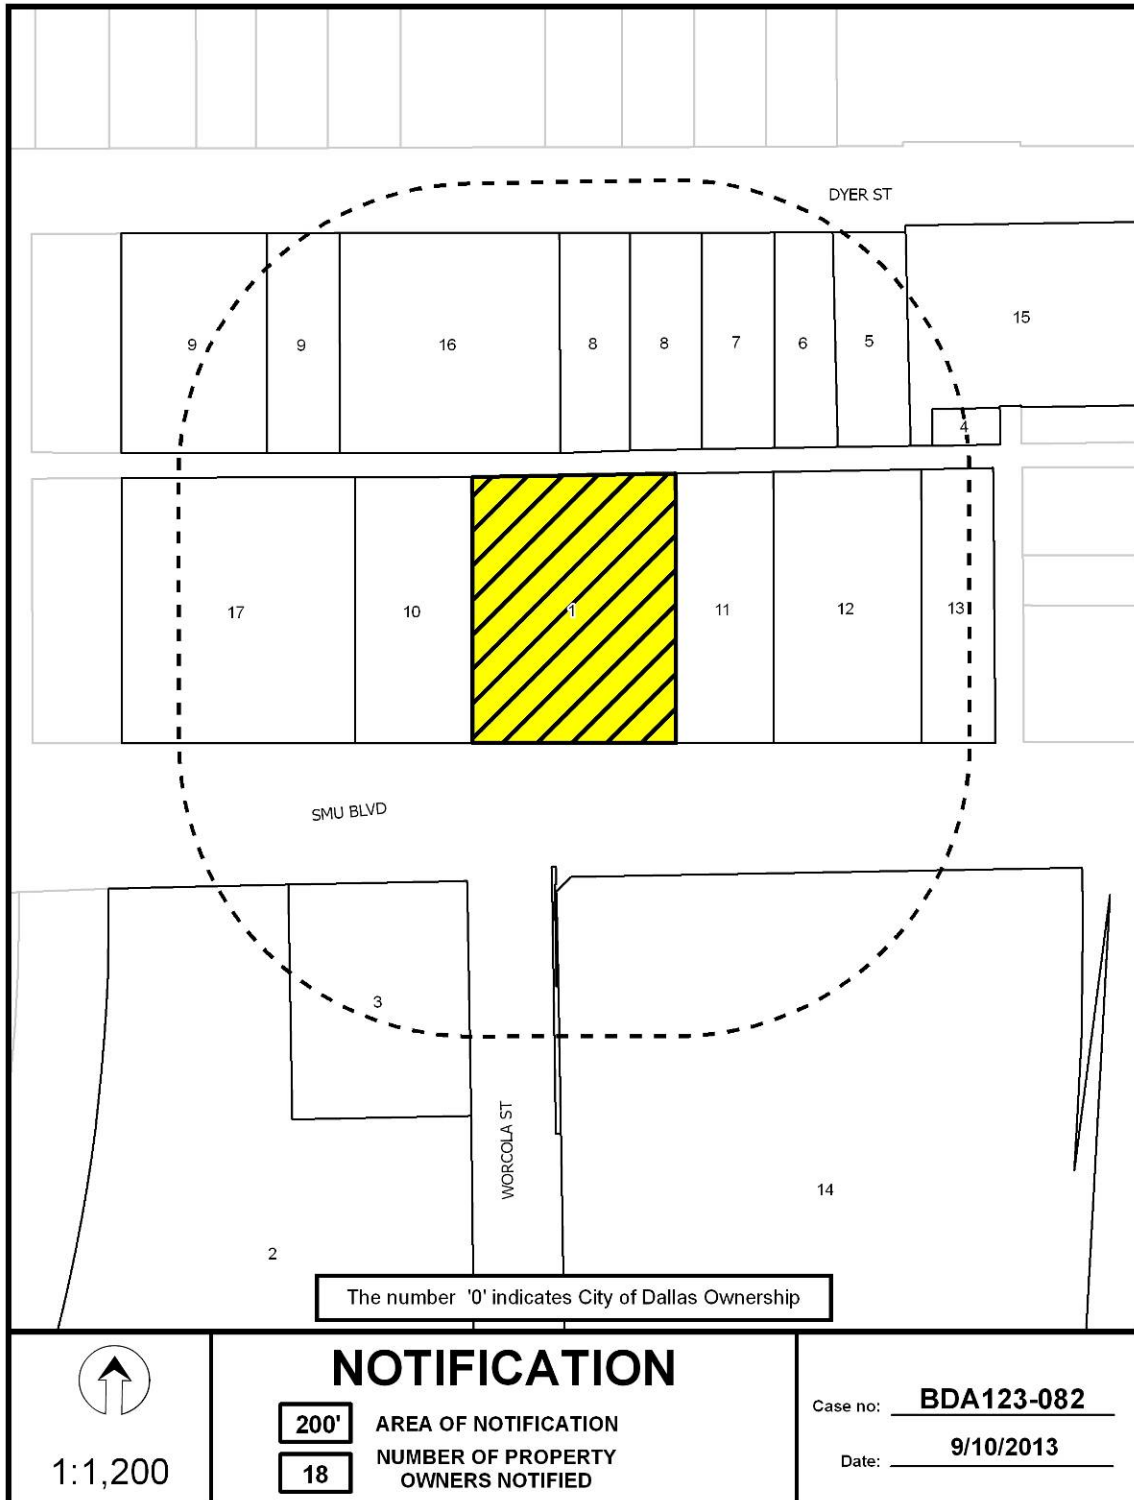 DYER ST
15
9
9
16
8
8
7
6
5
4
17
10
1
11
12
13
SMU BLVD
3
WORCOLA ST
14
2
The number '0' indicates City of Dallas Ownership
1:1,200
NOTIFICATION
200' AREA OF NOTIFICATION
18 NUMBER OF PROPERTY
OWNERS NOTIFIED
Case no: BDA123-082
Date: 9/10/2013